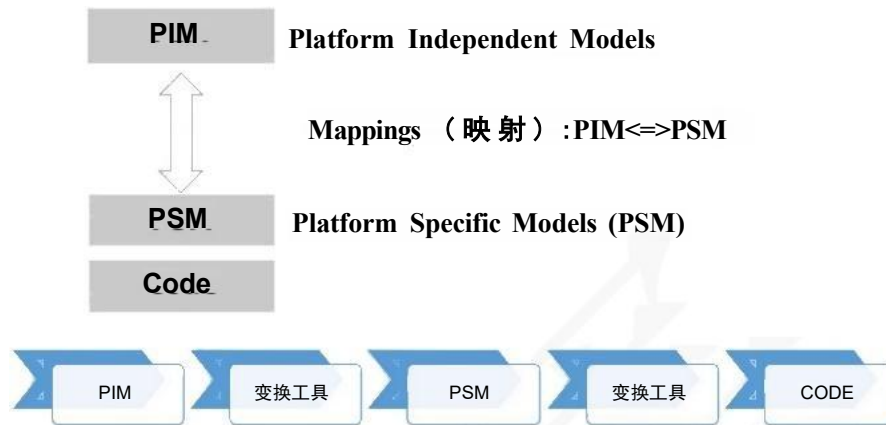 PIM
Platform Independent Models
Mappings （映射）:PIM<=>PSM
PSM
Platform Specific Models (PSM)
Code
PIM 变换工具 PSM 变换工具 CODE